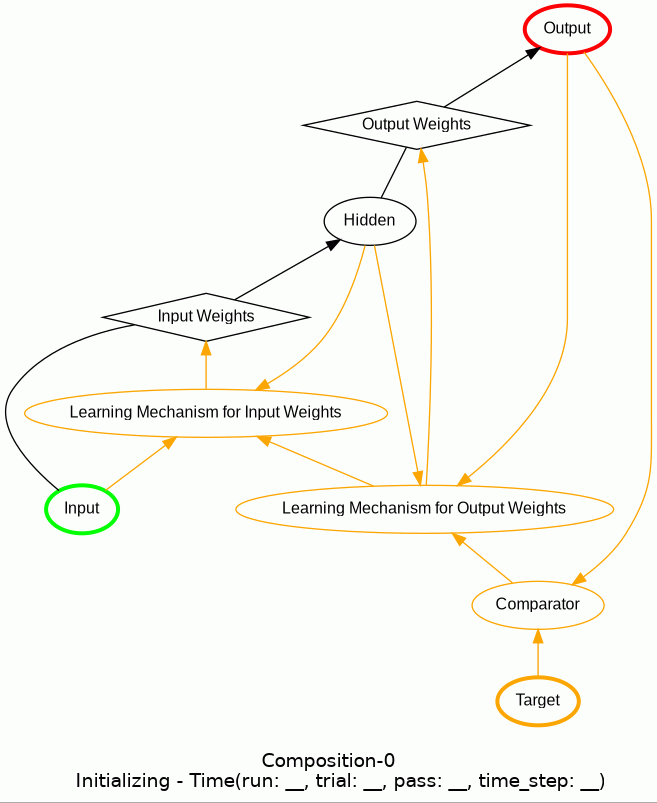 Output
Output Weights
Hidden
Input Weights
Learning Mechanism for Input Weights
Input
Learning Mechanism for Output Weights
Comparator
Target
Composition-0
Initializing - Time(run: __, trial: __, pass: __, time_step: __)